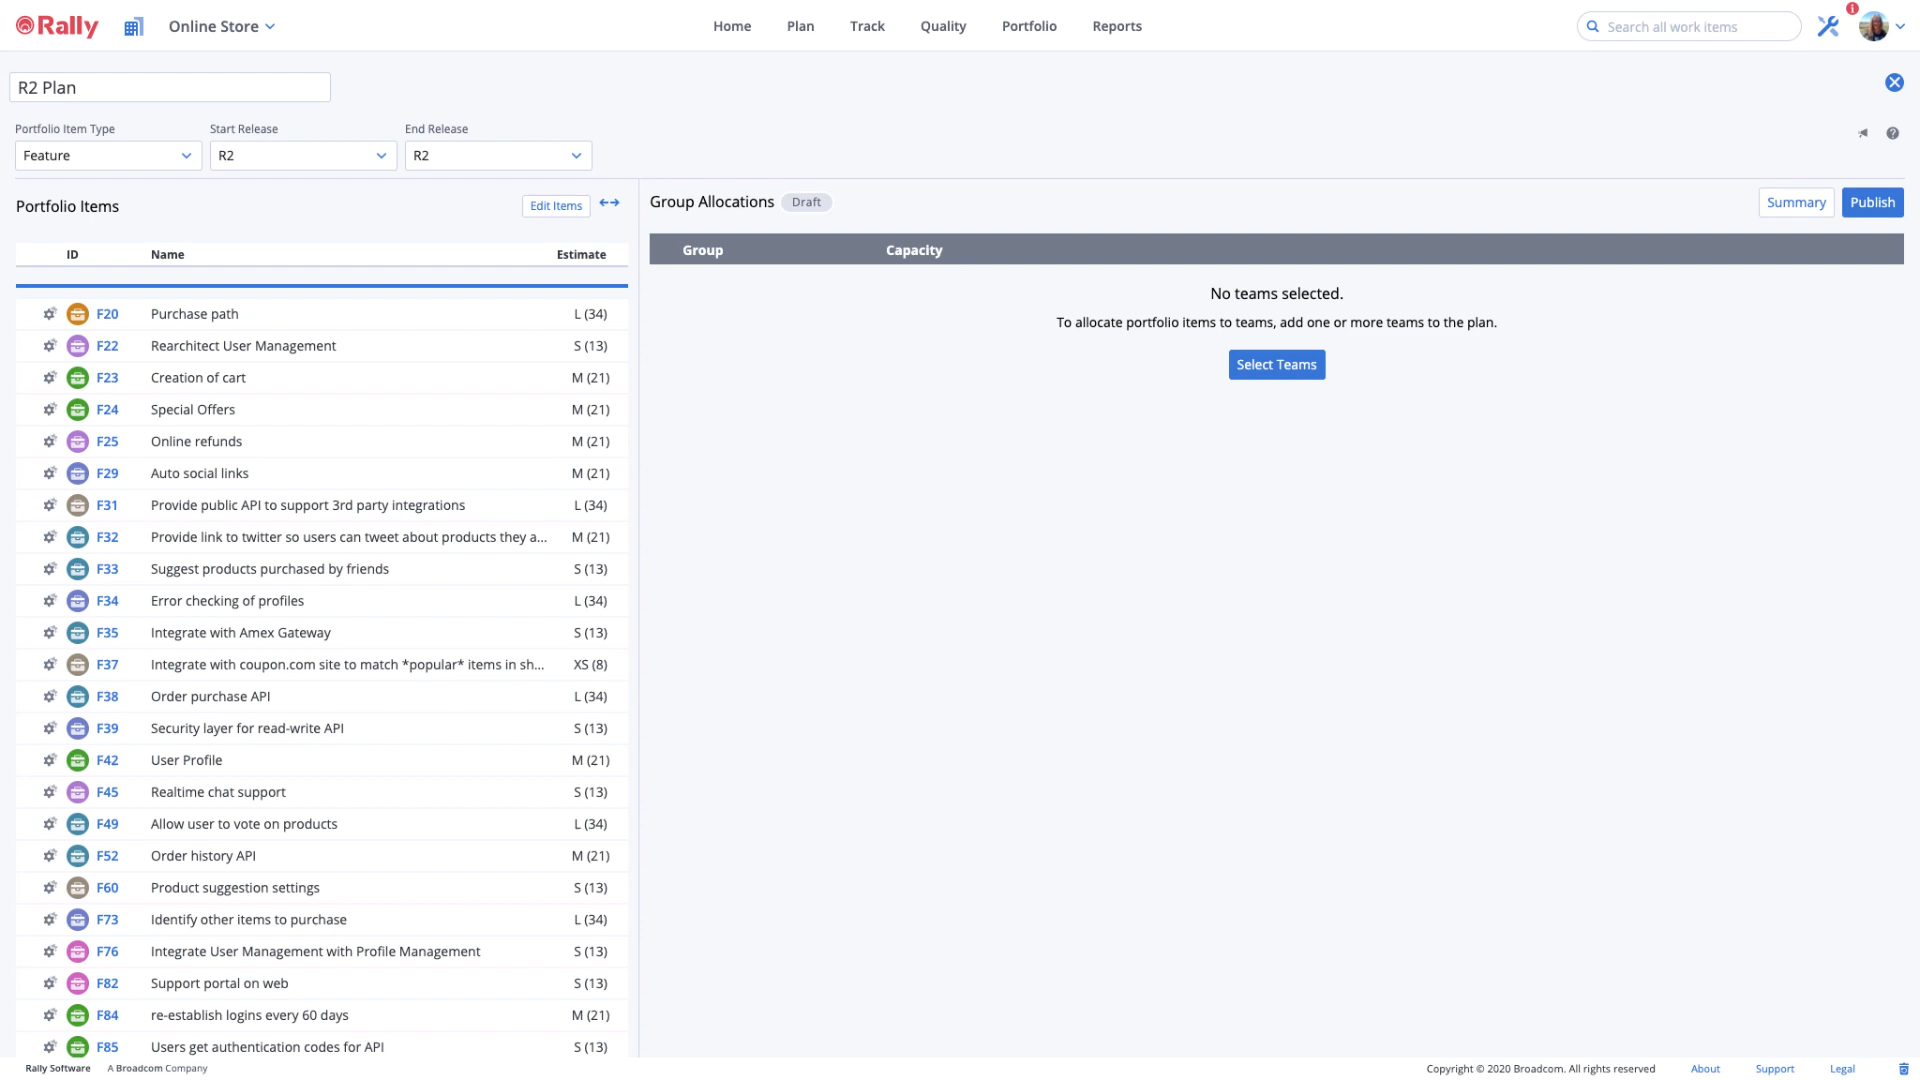 Rally Online Store Home Plan Track Quality Portfolio Reports Search all work items
R2 Plan
Portfolio Item Type Start Release End Release
Feature R2 R2
Portfolio Items Edit Items
ID Name Estimate
F20 Purchase path L (34)
F22 Rearchitect User Management S (13)
F23 Creation of cart M (21)
F24 Special Offers M (21)
F25 Online refunds M (21)
F29 Auto social links M (21)
F31 Provide public API to support 3rd party integrations L (34)
F32 Provide link to twitter so users can tweet about products they a... M (21)
F33 Suggest products purchased by friends S (13)
F34 Error checking of profiles L (34)
F35 Integrate with Amex Gateway S (13)
F37 Integrate with coupon.com site to match *popular* items in sh... XS (8)
F38 Order purchase API L (34)
F39 Security layer for read-write API S (13)
F42 User Profile M (21)
F45 Realtime chat support S (13)
F49 Allow user to vote on products L (34)
F52 Order history API M (21)
F60 Product suggestion settings S (13)
F73 Identify other items to purchase L (34)
F76 Integrate User Management with Profile Management S (13)
F82 Support portal on web S (13)
F84 re-establish logins every 60 days M (21)
F85 Users get authentication codes for API S (13)
Group Allocations Draft Summary Publish
Group Capacity
No teams selected.
To allocate portfolio items to teams, add one or more teams to the plan.
Select Teams
Rally Software A Broadcom Company Copyright © 2020 Broadcom. All rights reserved About Support Legal